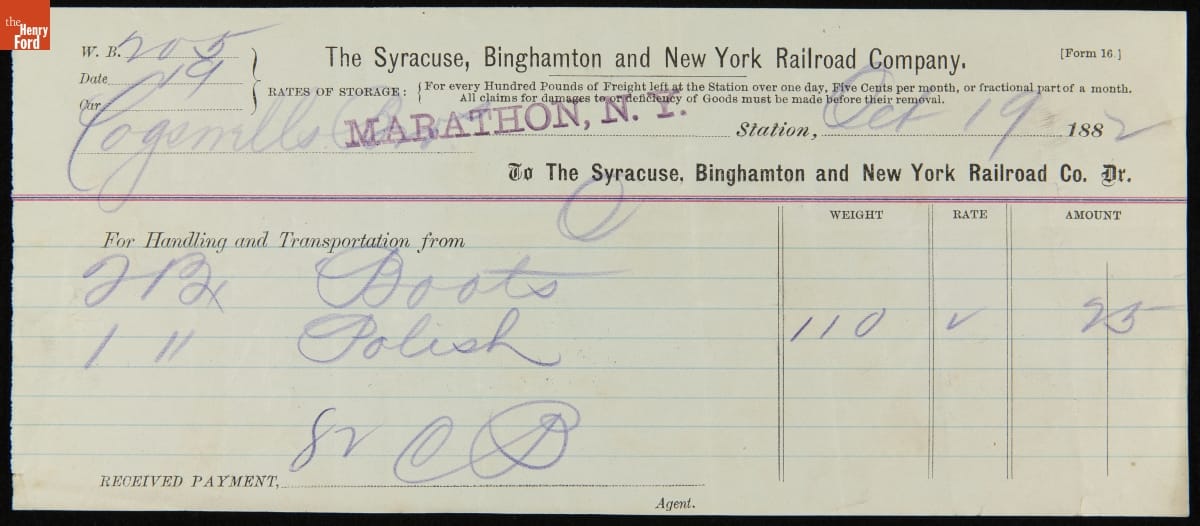 the
Henry
Ford
W. B. 205
Date 19
Car
The Syracuse, Binghamton and New York Railroad Company.
[Form 16.]
RATES OF STORAGE: { For every Hundred Pounds of Freight left at the Station over one day, Five Cents per month, or fractional part of a month.
All claims for damages to or deficiency of Goods must be made before their removal.
MARATHON, N. Y. Station, Oct 19 1882
To The Syracuse, Binghamton and New York Railroad Co. Dr.
WEIGHT RATE AMOUNT
For Handling and Transportation from
2 Bx Boots
1 " Polish 110 25
RECEIVED PAYMENT,
Agent.